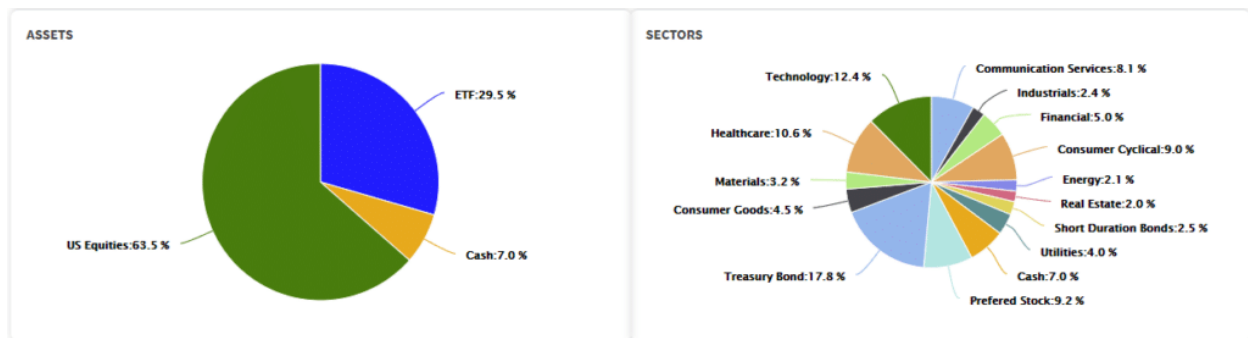 ASSETS
ETF:29.5 %
Cash:7.0 %
US Equities:63.5 %
SECTORS
Communication Services:8.1 %
Industrials:2.4 %
Financial:5.0 %
Consumer Cyclical:9.0 %
Energy:2.1 %
Real Estate:2.0 %
Short Duration Bonds:2.5 %
Utilities:4.0 %
Cash:7.0 %
Prefered Stock:9.2 %
Treasury Bond:17.8 %
Consumer Goods:4.5 %
Materials:3.2 %
Healthcare:10.6 %
Technology:12.4 %